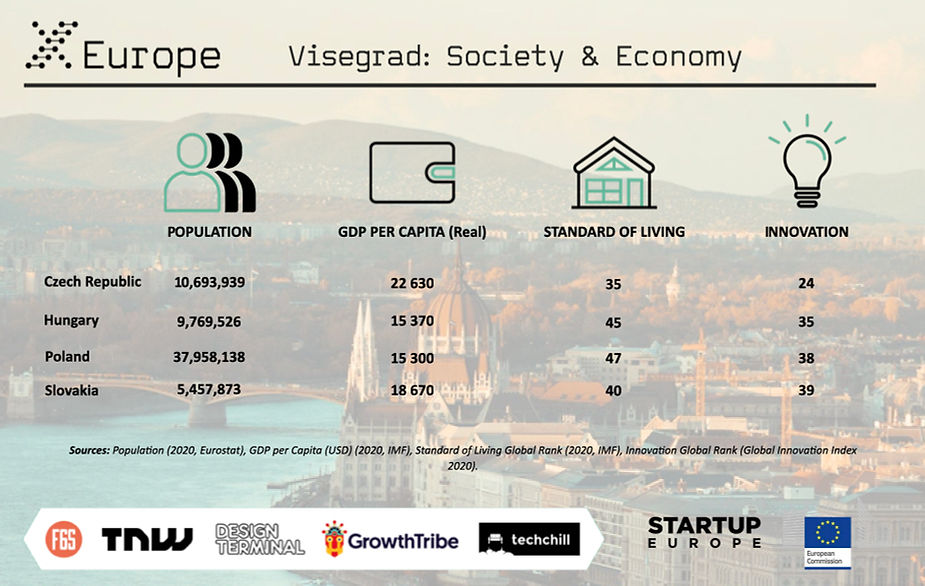 Europe
Visegrad: Society & Economy
POPULATION GDP PER CAPITA (Real) STANDARD OF LIVING INNOVATION
Czech Republic 10,693,939 22 630 35 24
Hungary 9,769,526 15 370 45 35
Poland 37,958,138 15 300 47 38
Slovakia 5,457,873 18 670 40 39
Sources: Population (2020, Eurostat), GDP per Capita (USD) (2020, IMF), Standard of Living Global Rank (2020, IMF), Innovation Global Rank (Global Innovation Index
2020).
F6S TNW DESIGN TERMINAL GrowthTribe techchill
STARTUP
EUROPE
European
Commission